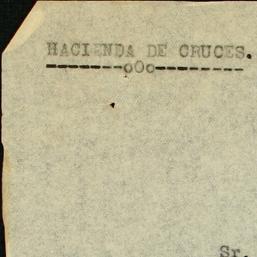 HACIENDA DE CRUCES.
--------oOo---------
Sr.